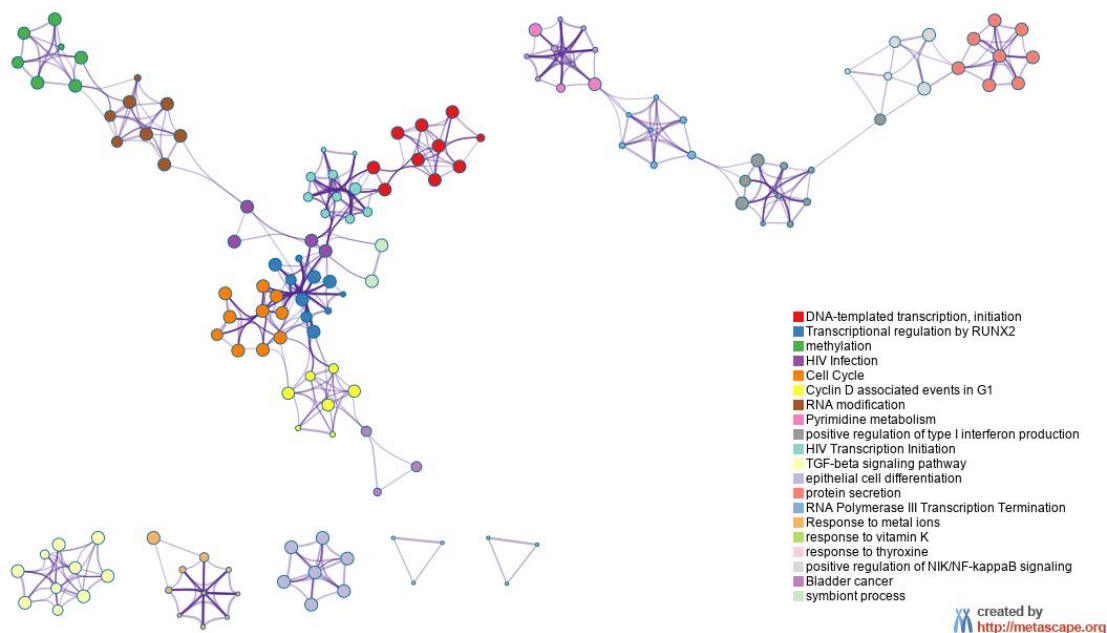 DNA-templated transcription, initiation
Transcriptional regulation by RUNX2
methylation
HIV Infection
Cell Cycle
Cyclin D associated events in G1
RNA modification
Pyrimidine metabolism
positive regulation of type I interferon production
HIV Transcription Initiation
TGF-beta signaling pathway
epithelial cell differentiation
protein secretion
RNA Polymerase III Transcription Termination
Response to metal ions
response to vitamin K
response to thyroxine
positive regulation of NIK/NF-kappaB signaling
Bladder cancer
symbiont process
created by
http://metascape.org